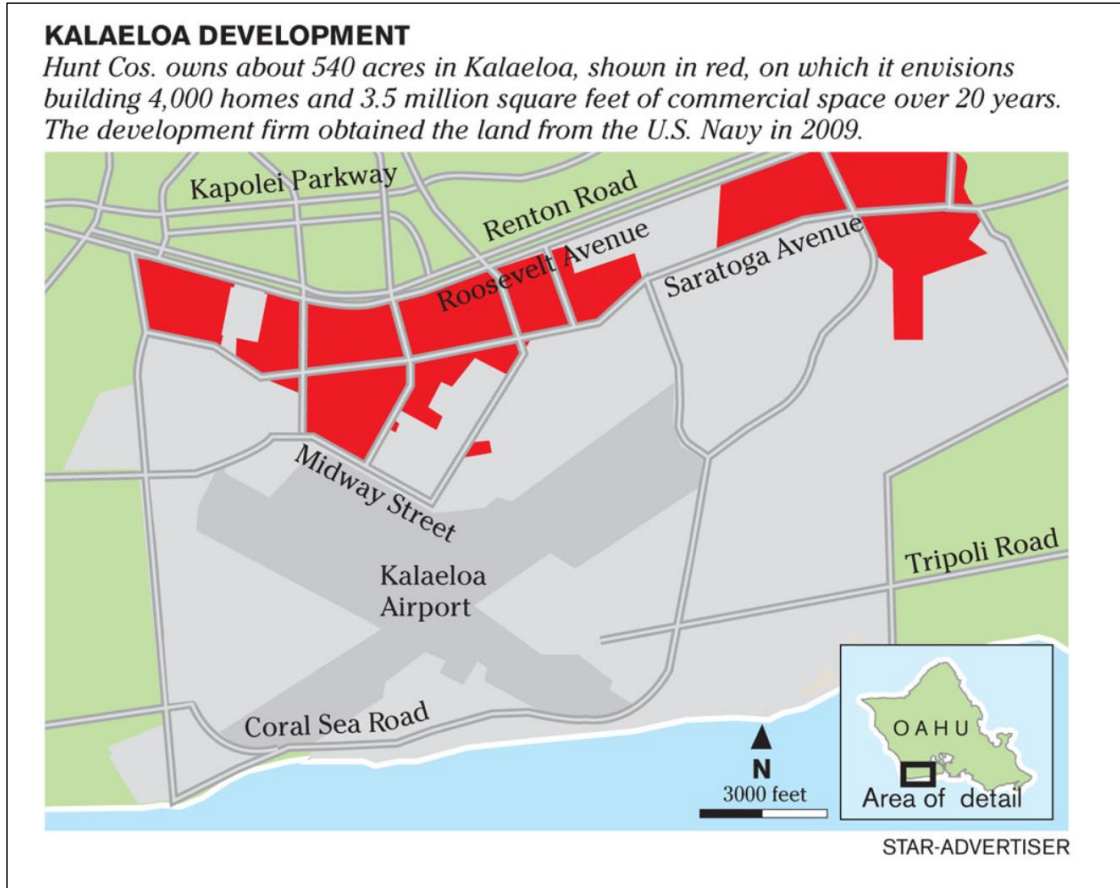 KALAELOA DEVELOPMENT
Hunt Cos. owns about 540 acres in Kalaeloa, shown in red, on which it envisions
building 4,000 homes and 3.5 million square feet of commercial space over 20 years.
The development firm obtained the land from the U.S. Navy in 2009.
Kapolei Parkway
Renton Road
Roosevelt Avenue
Saratoga Avenue
Midway Street
Kalaeloa
Airport
Tripoli Road
Coral Sea Road
N
3000 feet
OAHU
Area of detail
STAR-ADVERTISER